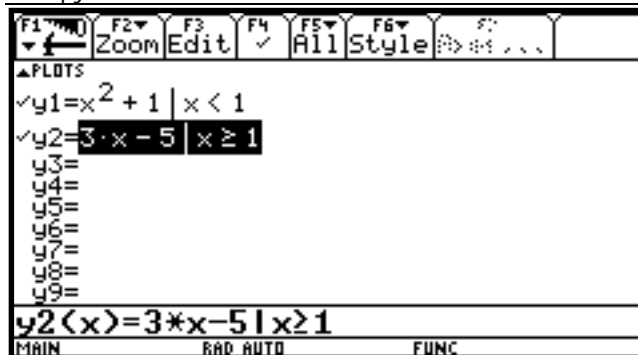 F1 F2 Zoom F3 Edit F4 ✓ F5 All F6 Style
PLOTS
✓y1=x² + 1 | x < 1
✓y2=3·x − 5 | x ≥ 1
y3=
y4=
y5=
y6=
y7=
y8=
y9=
y2(x)=3*x-5|x≥1
MAIN RAD AUTO FUNC